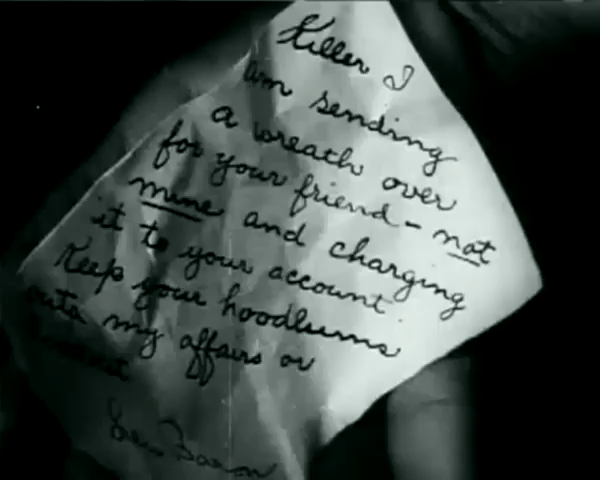 Killer I
am sending
a wreath over
for your friend - not
mine and charging
it to your account.
Keep your hoodlums
outa my affairs or